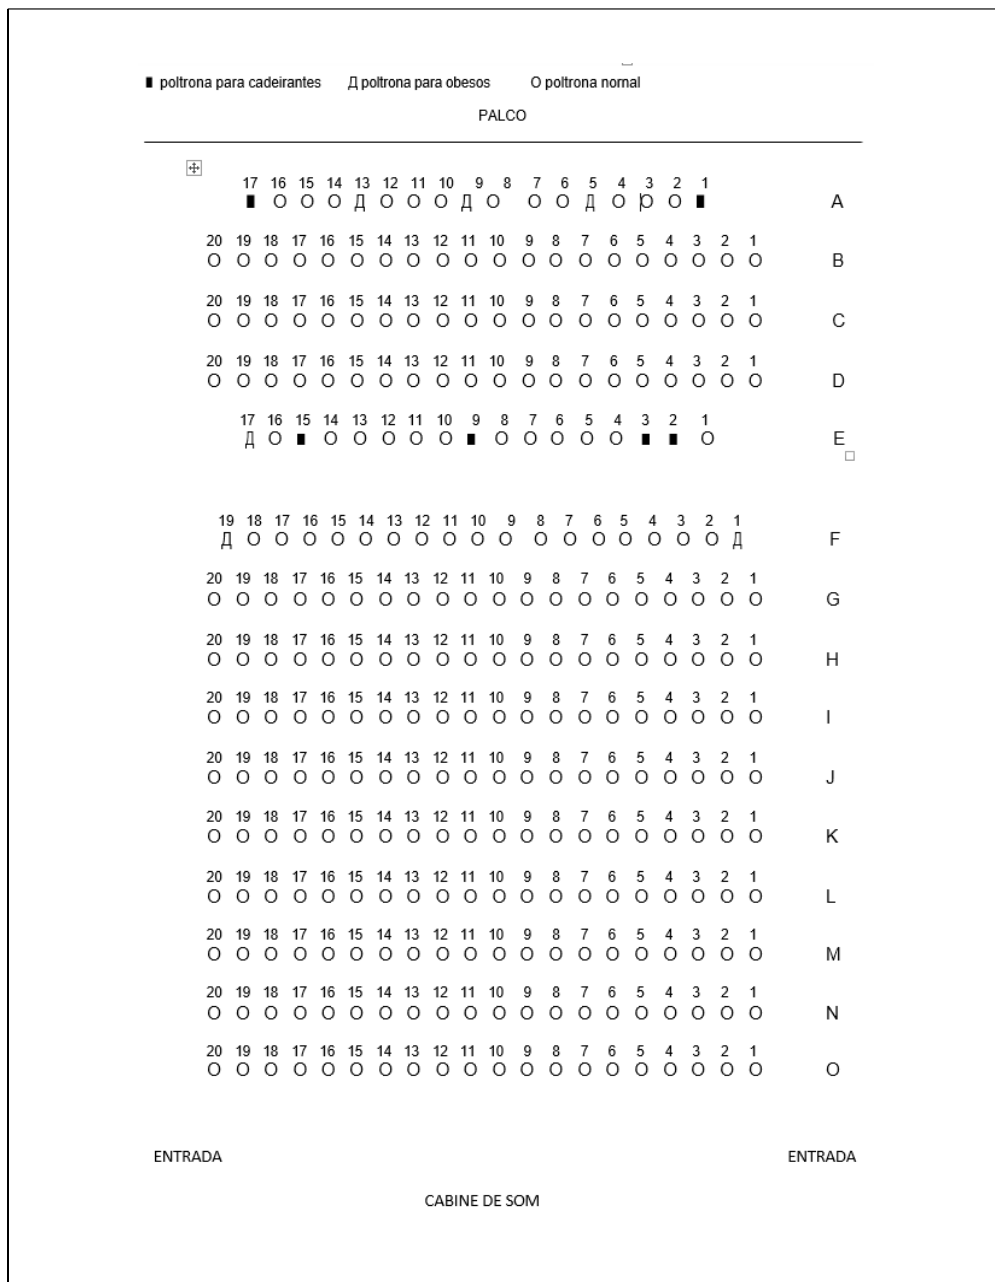 ∎ poltrona para cadeirantes Д poltrona para obesos O poltrona nomal
PALCO
17 16 15 14 13 12 11 10 9 8 7 6 5 4 3 2 1
∎ O O O Д O O O Д O O O Д O O O ∎ A
20 19 18 17 16 15 14 13 12 11 10 9 8 7 6 5 4 3 2 1
O O O O O O O O O O O O O O O O O O O O B
20 19 18 17 16 15 14 13 12 11 10 9 8 7 6 5 4 3 2 1
O O O O O O O O O O O O O O O O O O O O C
20 19 18 17 16 15 14 13 12 11 10 9 8 7 6 5 4 3 2 1
O O O O O O O O O O O O O O O O O O O O D
17 16 15 14 13 12 11 10 9 8 7 6 5 4 3 2 1
Д O ∎ O O O O O ∎ O O O O O ∎ ∎ O E
19 18 17 16 15 14 13 12 11 10 9 8 7 6 5 4 3 2 1
Д O O O O O O O O O O O O O O O O O Д F
20 19 18 17 16 15 14 13 12 11 10 9 8 7 6 5 4 3 2 1
O O O O O O O O O O O O O O O O O O O O G
20 19 18 17 16 15 14 13 12 11 10 9 8 7 6 5 4 3 2 1
O O O O O O O O O O O O O O O O O O O O H
20 19 18 17 16 15 14 13 12 11 10 9 8 7 6 5 4 3 2 1
O O O O O O O O O O O O O O O O O O O O I
20 19 18 17 16 15 14 13 12 11 10 9 8 7 6 5 4 3 2 1
O O O O O O O O O O O O O O O O O O O O J
20 19 18 17 16 15 14 13 12 11 10 9 8 7 6 5 4 3 2 1
O O O O O O O O O O O O O O O O O O O O K
20 19 18 17 16 15 14 13 12 11 10 9 8 7 6 5 4 3 2 1
O O O O O O O O O O O O O O O O O O O O L
20 19 18 17 16 15 14 13 12 11 10 9 8 7 6 5 4 3 2 1
O O O O O O O O O O O O O O O O O O O O M
20 19 18 17 16 15 14 13 12 11 10 9 8 7 6 5 4 3 2 1
O O O O O O O O O O O O O O O O O O O O N
20 19 18 17 16 15 14 13 12 11 10 9 8 7 6 5 4 3 2 1
O O O O O O O O O O O O O O O O O O O O O
ENTRADA ENTRADA
CABINE DE SOM